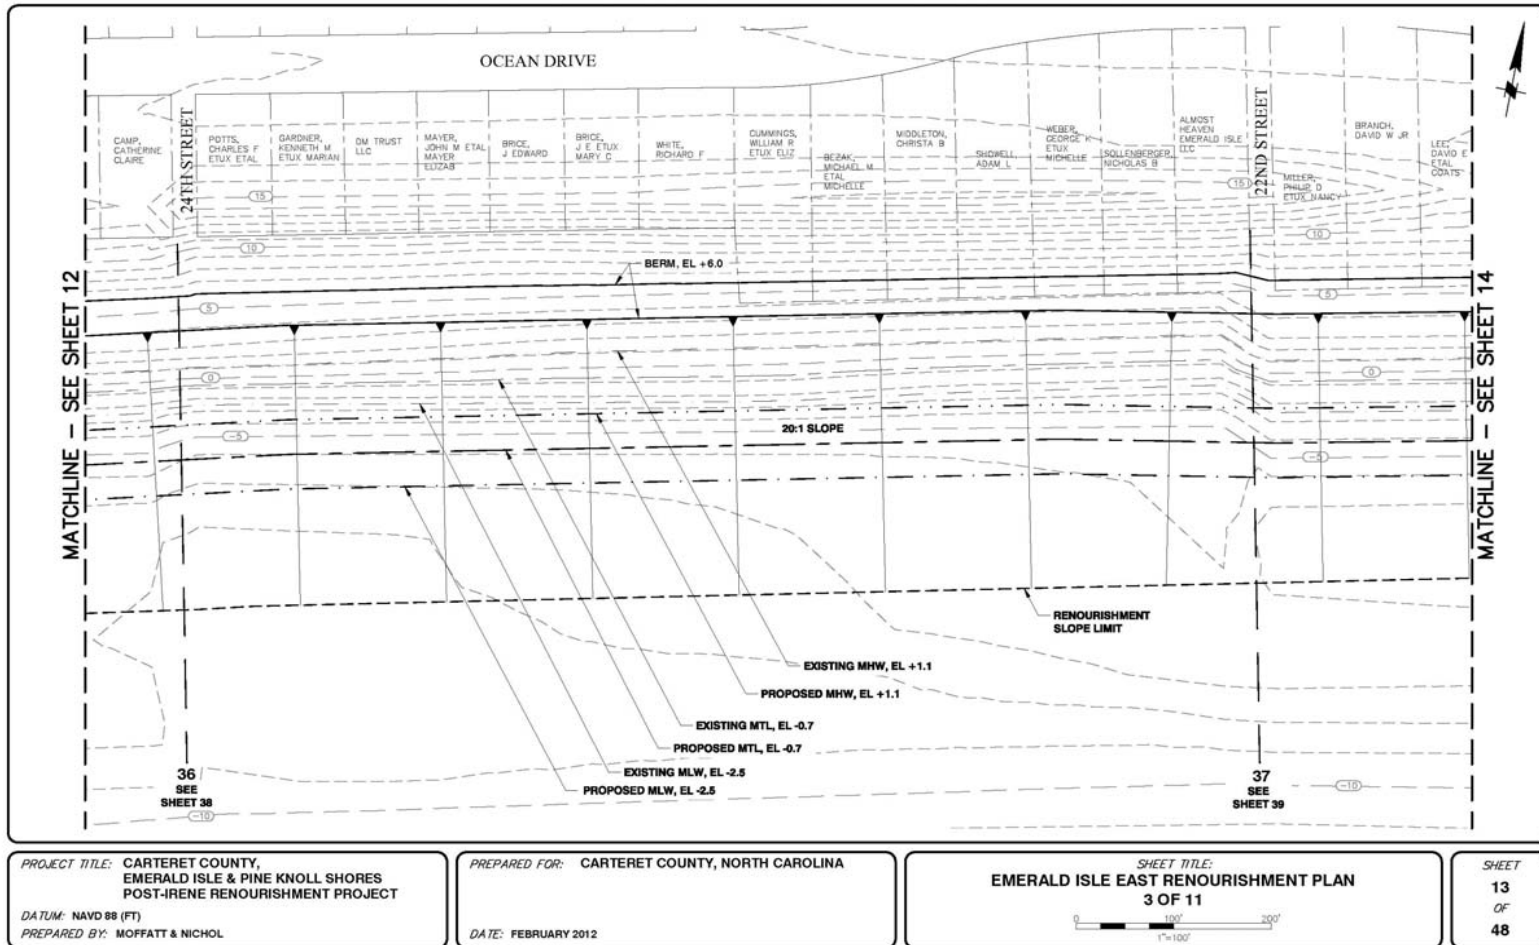 OCEAN DRIVE
24TH STREET
22ND STREET
CAMP,
CATHERINE
CLAIRE
POTTS,
CHARLES F
ETUX ETAL
GARDNER,
KENNETH M
ETUX MARIAN
DM TRUST
LLC
MAYER,
JOHN M ETAL
MAYER
ELIZAB
BRICE,
J EDWARD
BRICE,
J E ETUX
MARY C
WHITE,
RICHARD F
CUMMINGS,
WILLIAM R
ETUX ELIZ
BEZAK,
MICHAEL M
ETAL
MICHELLE
MIDDLETON,
CHRISTA B
SHOWELL,
ADAM L
WEBER,
GEORGE K
ETUX
MICHELLE
SOLLENBERGER,
NICHOLAS B
ALMOST
HEAVEN
EMERALD ISLE
LLC
MILLER,
PHILIP D
ETUX NANCY
BRANCH,
DAVID W JR
LEE,
DAVID E
ETAL
COATS
15
15
10
10
BERM, EL +6.0
5
5
0
0
20:1 SLOPE
-5
-5
MATCHLINE - SEE SHEET 12
MATCHLINE - SEE SHEET 14
RENOURISHMENT
SLOPE LIMIT
EXISTING MHW, EL +1.1
PROPOSED MHW, EL +1.1
EXISTING MTL, EL -0.7
PROPOSED MTL, EL -0.7
EXISTING MLW, EL -2.5
PROPOSED MLW, EL -2.5
36
SEE
SHEET 38
37
SEE
SHEET 39
-10
-10
PROJECT TITLE: CARTERET COUNTY,
EMERALD ISLE & PINE KNOLL SHORES
POST-IRENE RENOURISHMENT PROJECT
DATUM: NAVD 88 (FT)
PREPARED BY: MOFFATT & NICHOL
PREPARED FOR: CARTERET COUNTY, NORTH CAROLINA
DATE: FEBRUARY 2012
SHEET TITLE:
EMERALD ISLE EAST RENOURISHMENT PLAN
3 OF 11
0 100' 200'
1"=100'
SHEET
13
OF
48